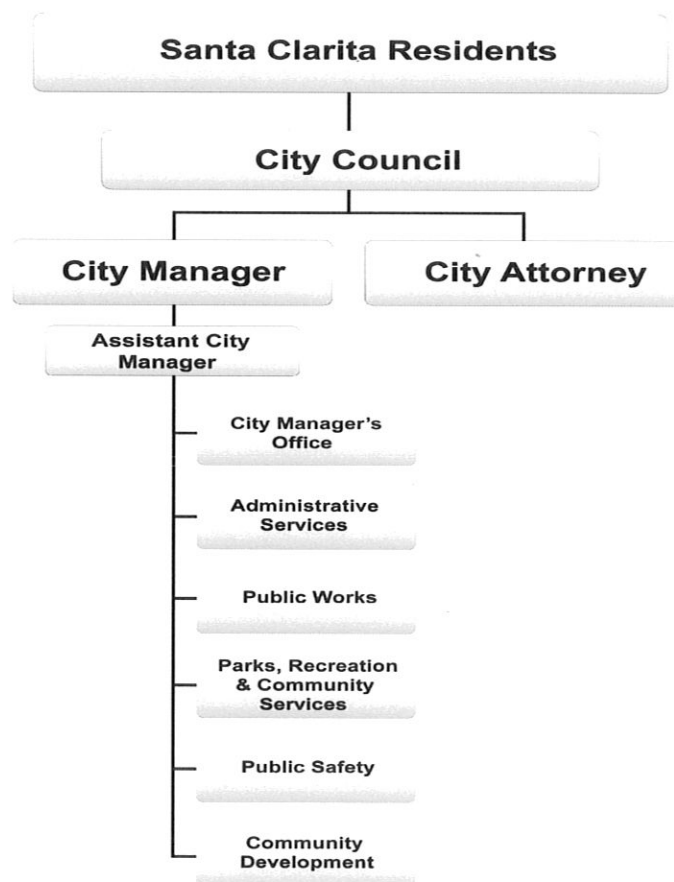 Santa Clarita Residents
City Council
City Manager
City Attorney
Assistant City
Manager
City Manager's
Office
Administrative
Services
Public Works
Parks, Recreation
& Community
Services
Public Safety
Community
Development